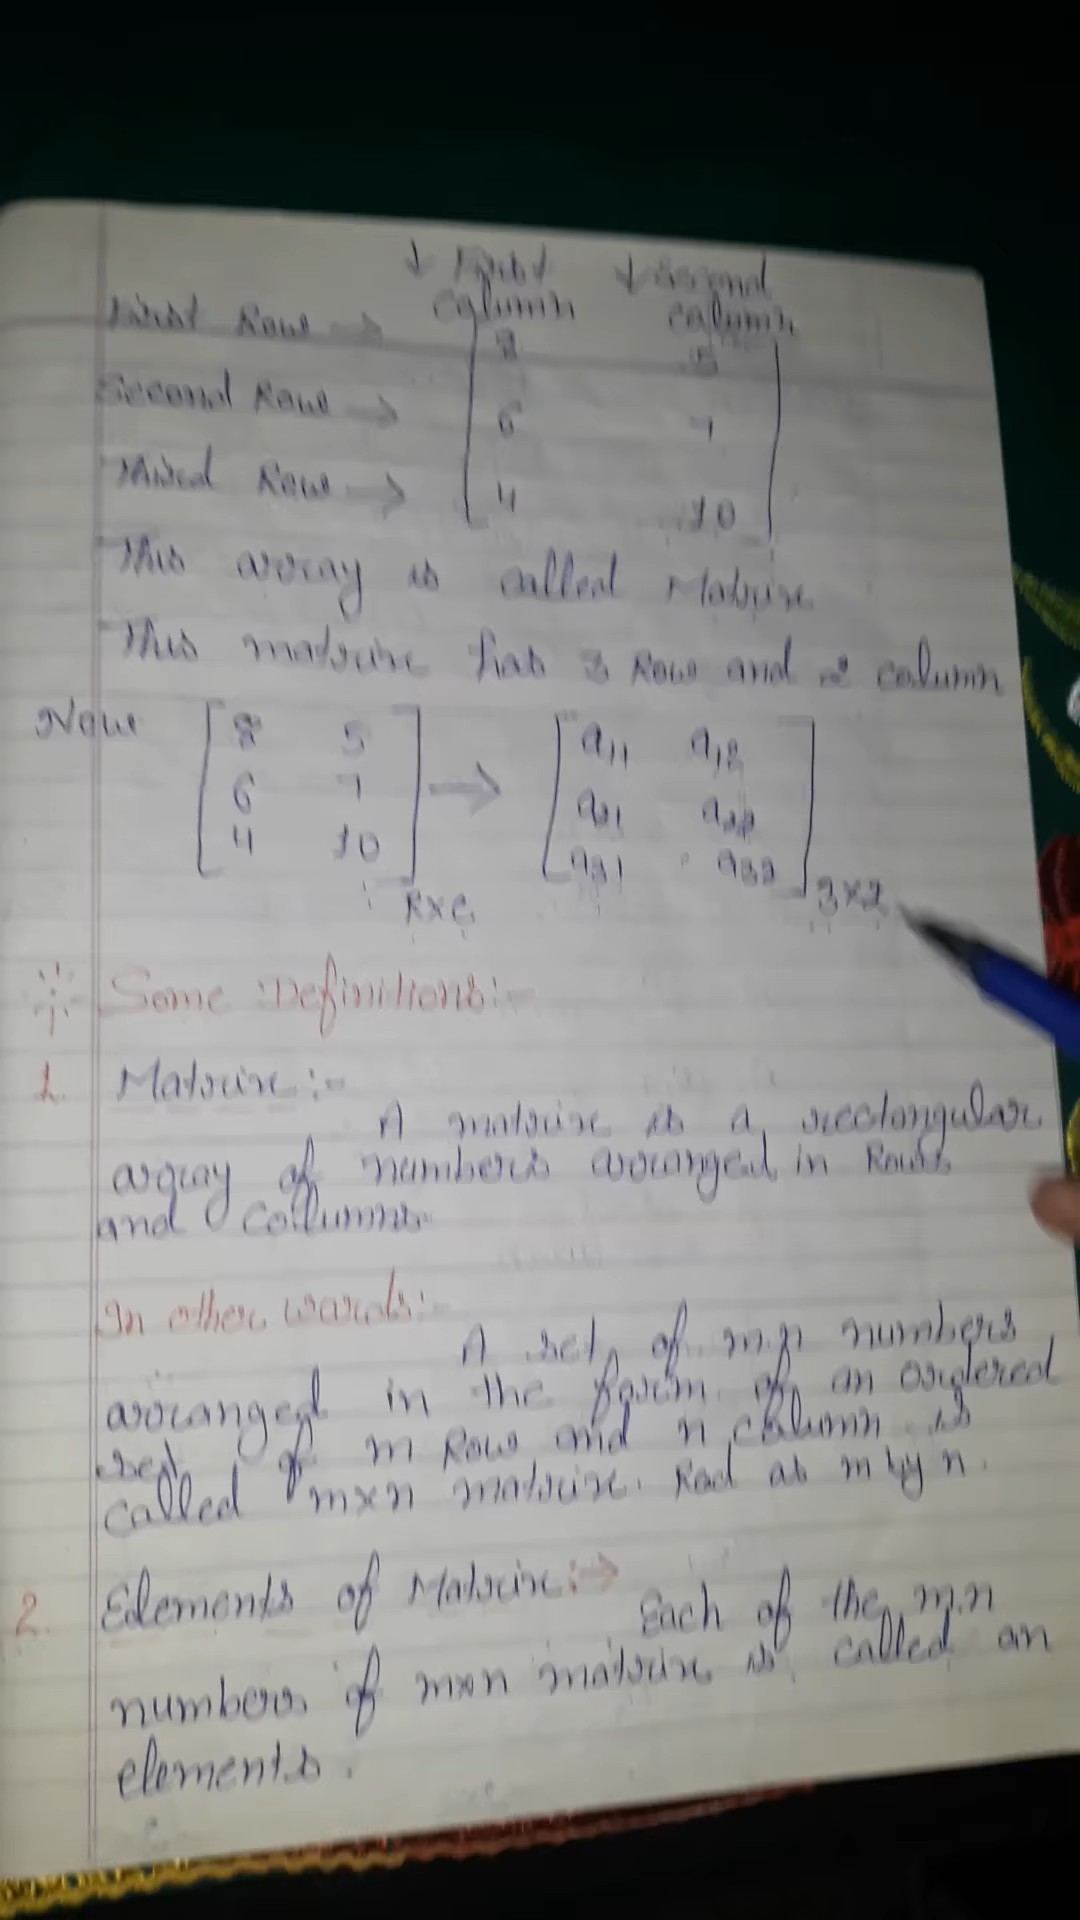 ↓ First ↓ Second
column column
First Row → 8 5
Second Row → 6 7
Third Row → 4 10
This array is called Matrix
This matrix has 3 Row and 2 column
Now [8 5] → [a11 a12]
[6 7] [a21 a22]
[4 10] R×C [a31 a32] 3×2
Some Definitions:-
1. Matrix:-
A matrix is a rectangular
array of numbers arranged in Rows
and Collumns.
In other words:-
A set of m.n numbers
arranged in the form of an ordered
set of m Row and n column is
called m×n matrix. Rad as m by n.
2. Elements of Matrix:→
Each of the m.n
numbers of m×n matrix is called an
elements.